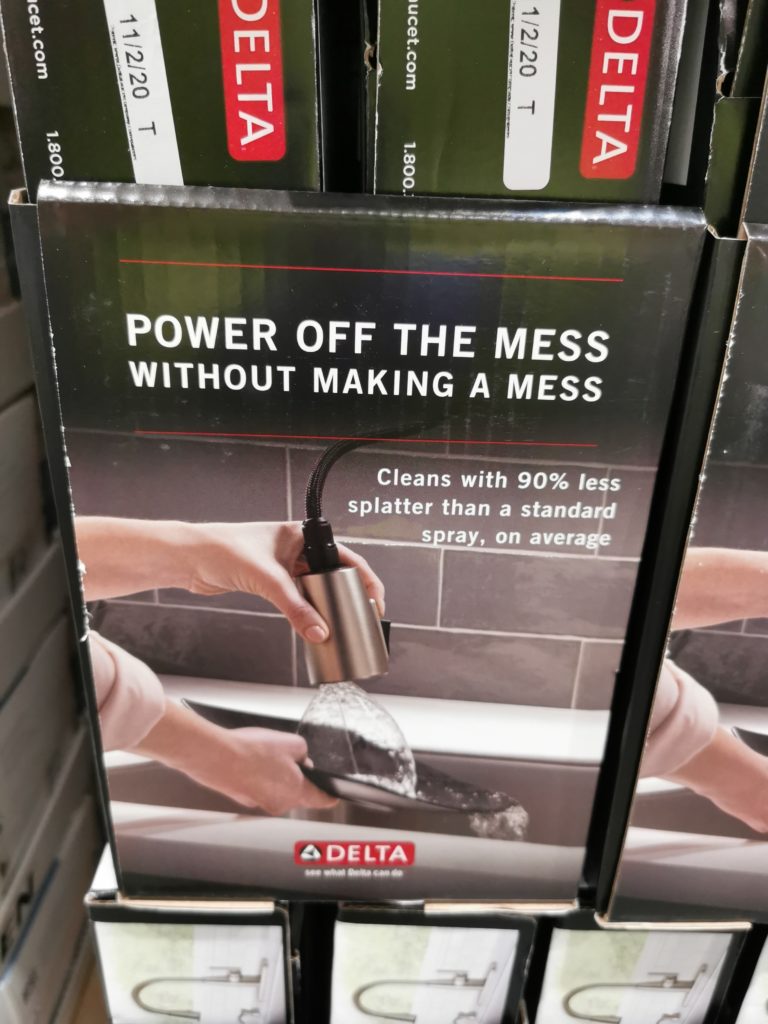 ucet.com
11/2/20 T
DELTA
1.800.
ucet.com
1/2/20 T
DELTA
1.800.
POWER OFF THE MESS
WITHOUT MAKING A MESS
Cleans with 90% less
splatter than a standard
spray, on average
DELTA
see what Delta can do